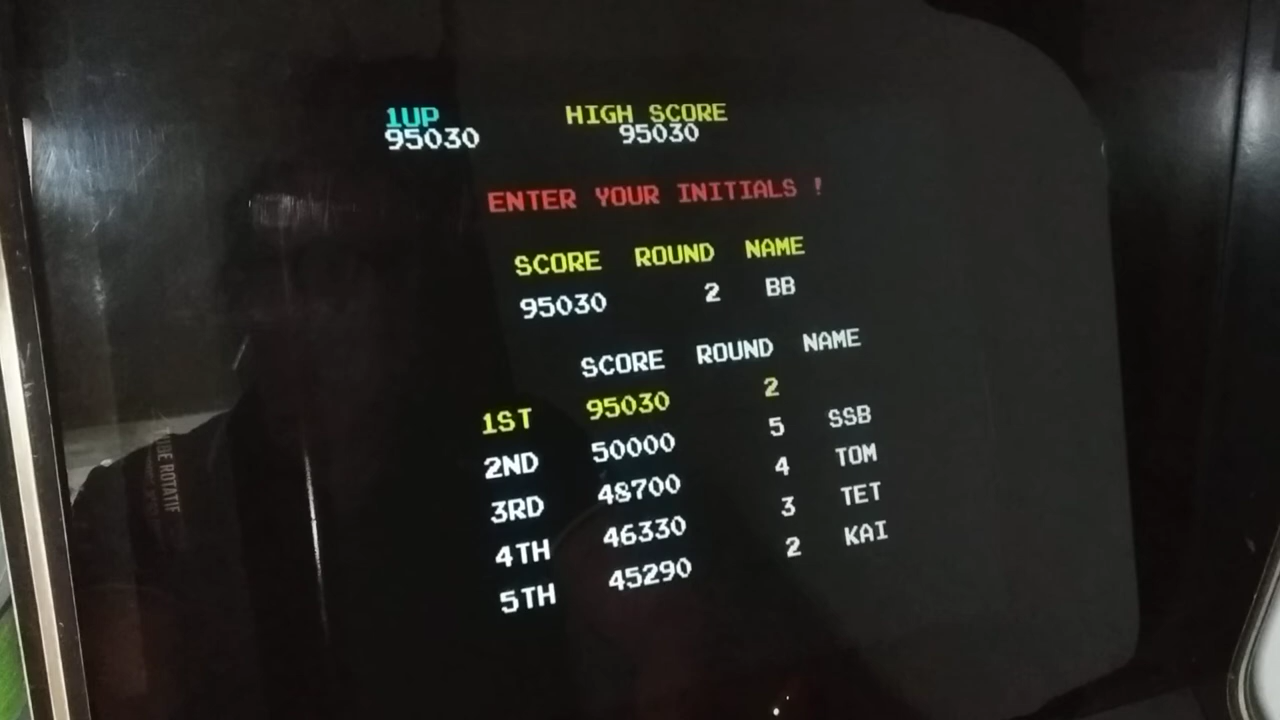 1UP HIGH SCORE
95030 95030
ENTER YOUR INITIALS !
SCORE ROUND NAME
95030 2 BB
SCORE ROUND NAME
1ST 95030 2
2ND 50000 5 SSB
3RD 48700 4 TOM
4TH 46330 3 TET
5TH 45290 2 KAI
ROTATIF